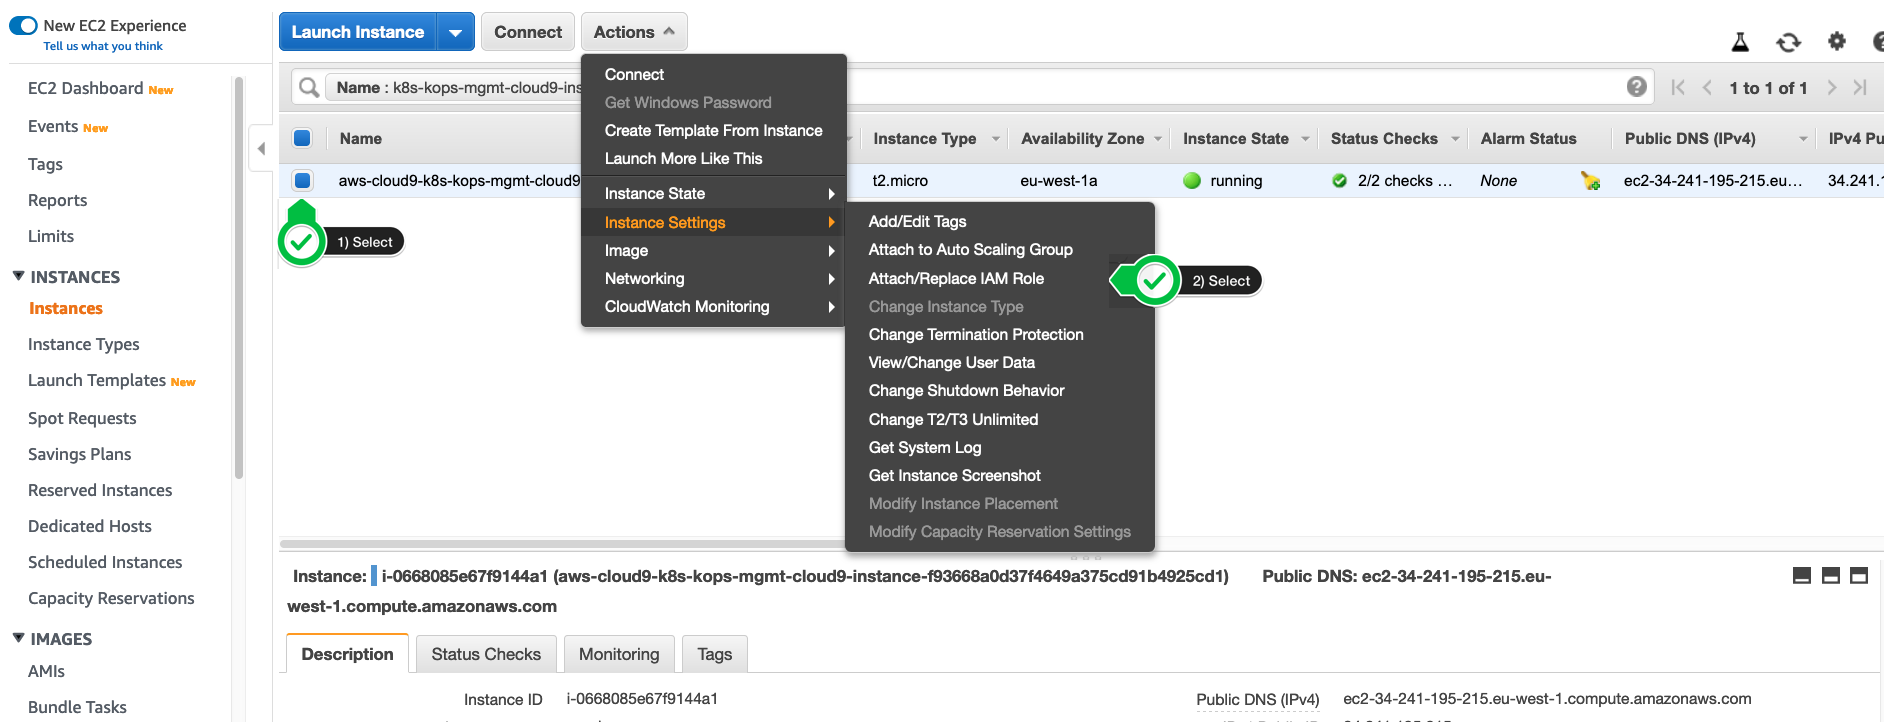 New EC2 Experience
Tell us what you think
EC2 Dashboard New
Events New
Tags
Reports
Limits
INSTANCES
Instances
Instance Types
Launch Templates New
Spot Requests
Savings Plans
Reserved Instances
Dedicated Hosts
Scheduled Instances
Capacity Reservations
IMAGES
AMIs
Bundle Tasks
Launch Instance
Connect
Actions
Name : k8s-kops-mgmt-cloud9-ins
1 to 1 of 1
Name
Instance Type
Availability Zone
Instance State
Status Checks
Alarm Status
Public DNS (IPv4)
IPv4 Pu
aws-cloud9-k8s-kops-mgmt-cloud9
t2.micro
eu-west-1a
running
2/2 checks ...
None
ec2-34-241-195-215.eu...
34.241.1
Connect
Get Windows Password
Create Template From Instance
Launch More Like This
Instance State
Instance Settings
Image
Networking
CloudWatch Monitoring
1) Select
Add/Edit Tags
Attach to Auto Scaling Group
Attach/Replace IAM Role
Change Instance Type
Change Termination Protection
View/Change User Data
Change Shutdown Behavior
Change T2/T3 Unlimited
Get System Log
Get Instance Screenshot
Modify Instance Placement
Modify Capacity Reservation Settings
2) Select
Instance: i-0668085e67f9144a1 (aws-cloud9-k8s-kops-mgmt-cloud9-instance-f93668a0d37f4649a375cd91b4925cd1) Public DNS: ec2-34-241-195-215.eu-
west-1.compute.amazonaws.com
Description
Status Checks
Monitoring
Tags
Instance ID i-0668085e67f9144a1
Public DNS (IPv4) ec2-34-241-195-215.eu-west-1.compute.amazonaws.com